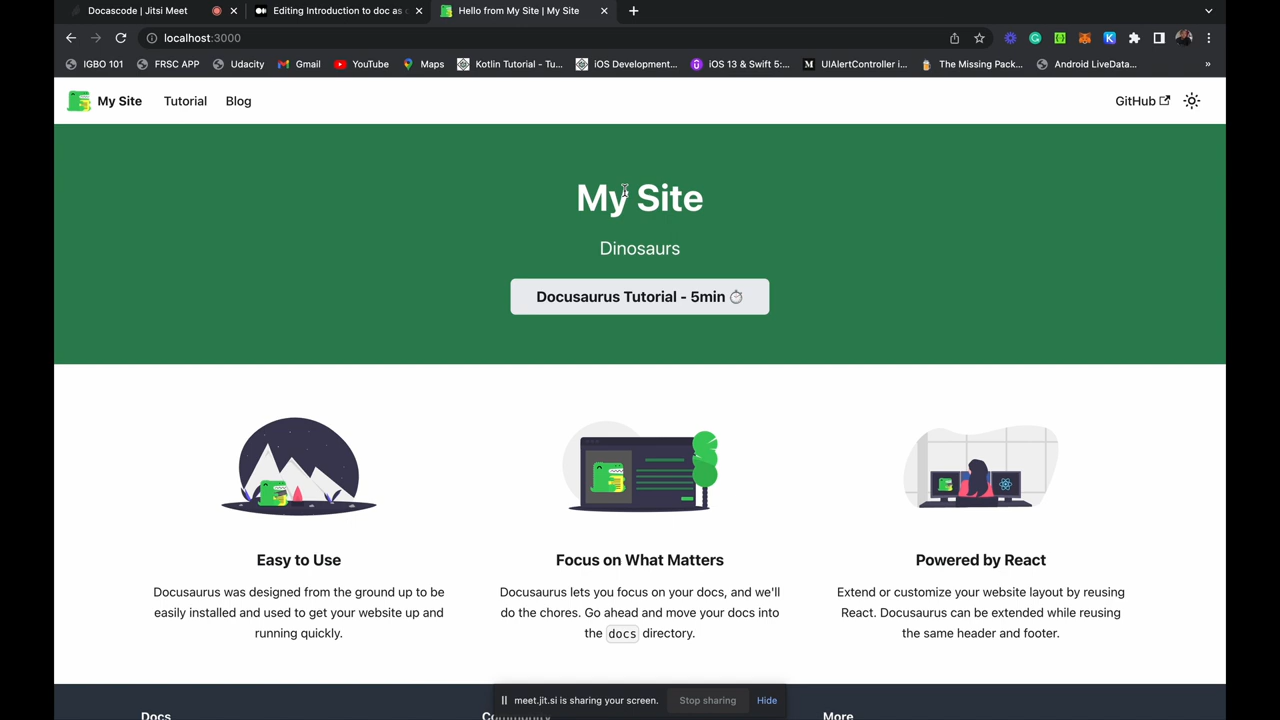 Docascode | Jitsi Meet
Editing Introduction to doc as
Hello from My Site | My Site
localhost:3000
IGBO 101
FRSC APP
Udacity
Gmail
YouTube
Maps
Kotlin Tutorial - Tu...
iOS Development...
iOS 13 & Swift 5:...
UIAlertController i...
The Missing Pack...
Android LiveData...
»
My Site
Tutorial
Blog
GitHub
My Site
Dinosaurs
Docusaurus Tutorial - 5min ⏱️
Easy to Use
Docusaurus was designed from the ground up to be
easily installed and used to get your website up and
running quickly.
Focus on What Matters
Docusaurus lets you focus on your docs, and we'll
do the chores. Go ahead and move your docs into
the docs directory.
Powered by React
Extend or customize your website layout by reusing
React. Docusaurus can be extended while reusing
the same header and footer.
meet.jit.si is sharing your screen.
Stop sharing
Hide
Docs
Community
More